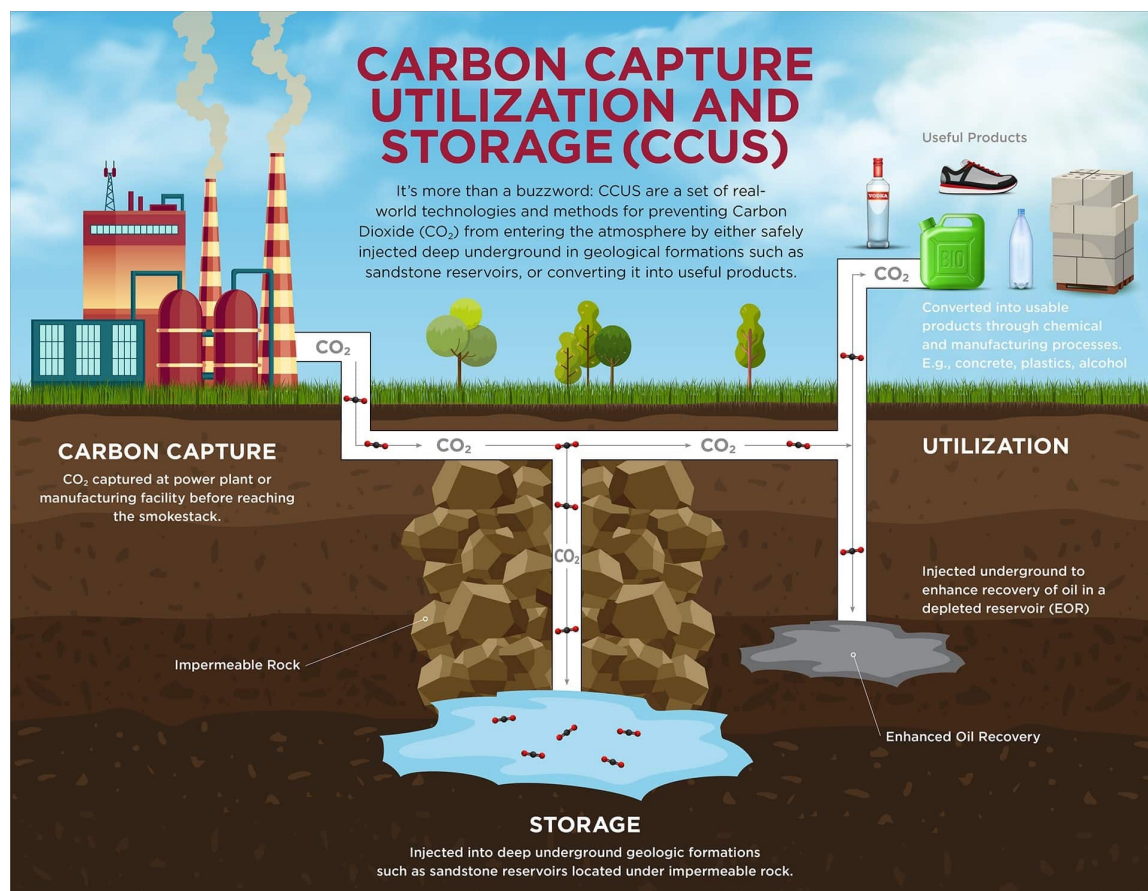 CARBON CAPTURE
UTILIZATION AND
STORAGE (CCUS)
It's more than a buzzword: CCUS are a set of real-
world technologies and methods for preventing Carbon
Dioxide (CO₂) from entering the atmosphere by either safely
injected deep underground in geological formations such as
sandstone reservoirs, or converting it into useful products.
Useful Products
VODKA
BIO
CO₂
Converted into usable
products through chemical
and manufacturing processes.
E.g., concrete, plastics, alcohol
CO₂
CARBON CAPTURE
CO₂ captured at power plant or
manufacturing facility before reaching
the smokestack.
CO₂
CO₂
UTILIZATION
CO₂
Injected underground to
enhance recovery of oil in a
depleted reservoir (EOR)
Impermeable Rock
Enhanced Oil Recovery
STORAGE
Injected into deep underground geologic formations
such as sandstone reservoirs located under impermeable rock.